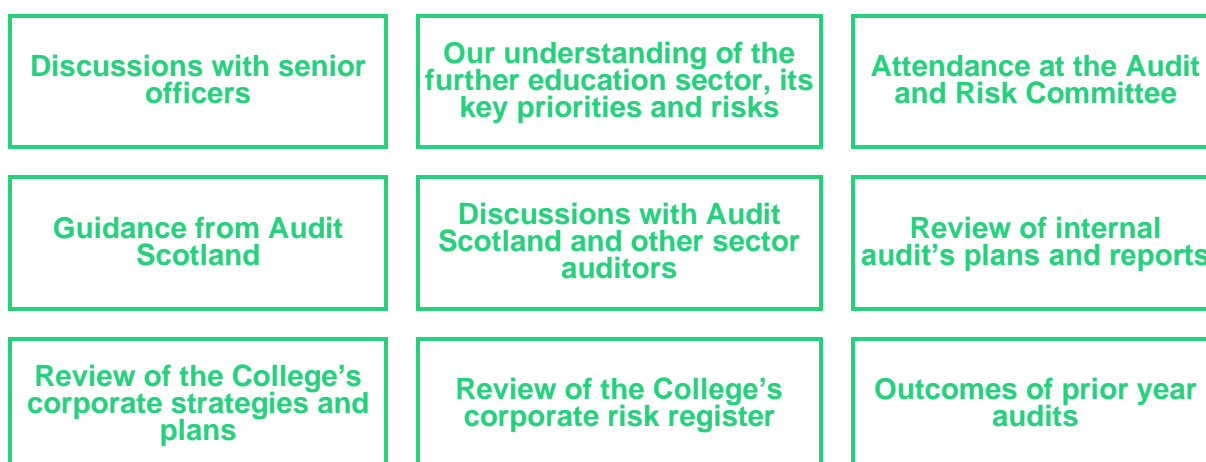 Discussions with senior
officers
Our understanding of the
further education sector, its
key priorities and risks
Attendance at the Audit
and Risk Committee
Guidance from Audit
Scotland
Discussions with Audit
Scotland and other sector
auditors
Review of internal
audit’s plans and reports
Review of the College’s
corporate strategies and
plans
Review of the College’s
corporate risk register
Outcomes of prior year
audits